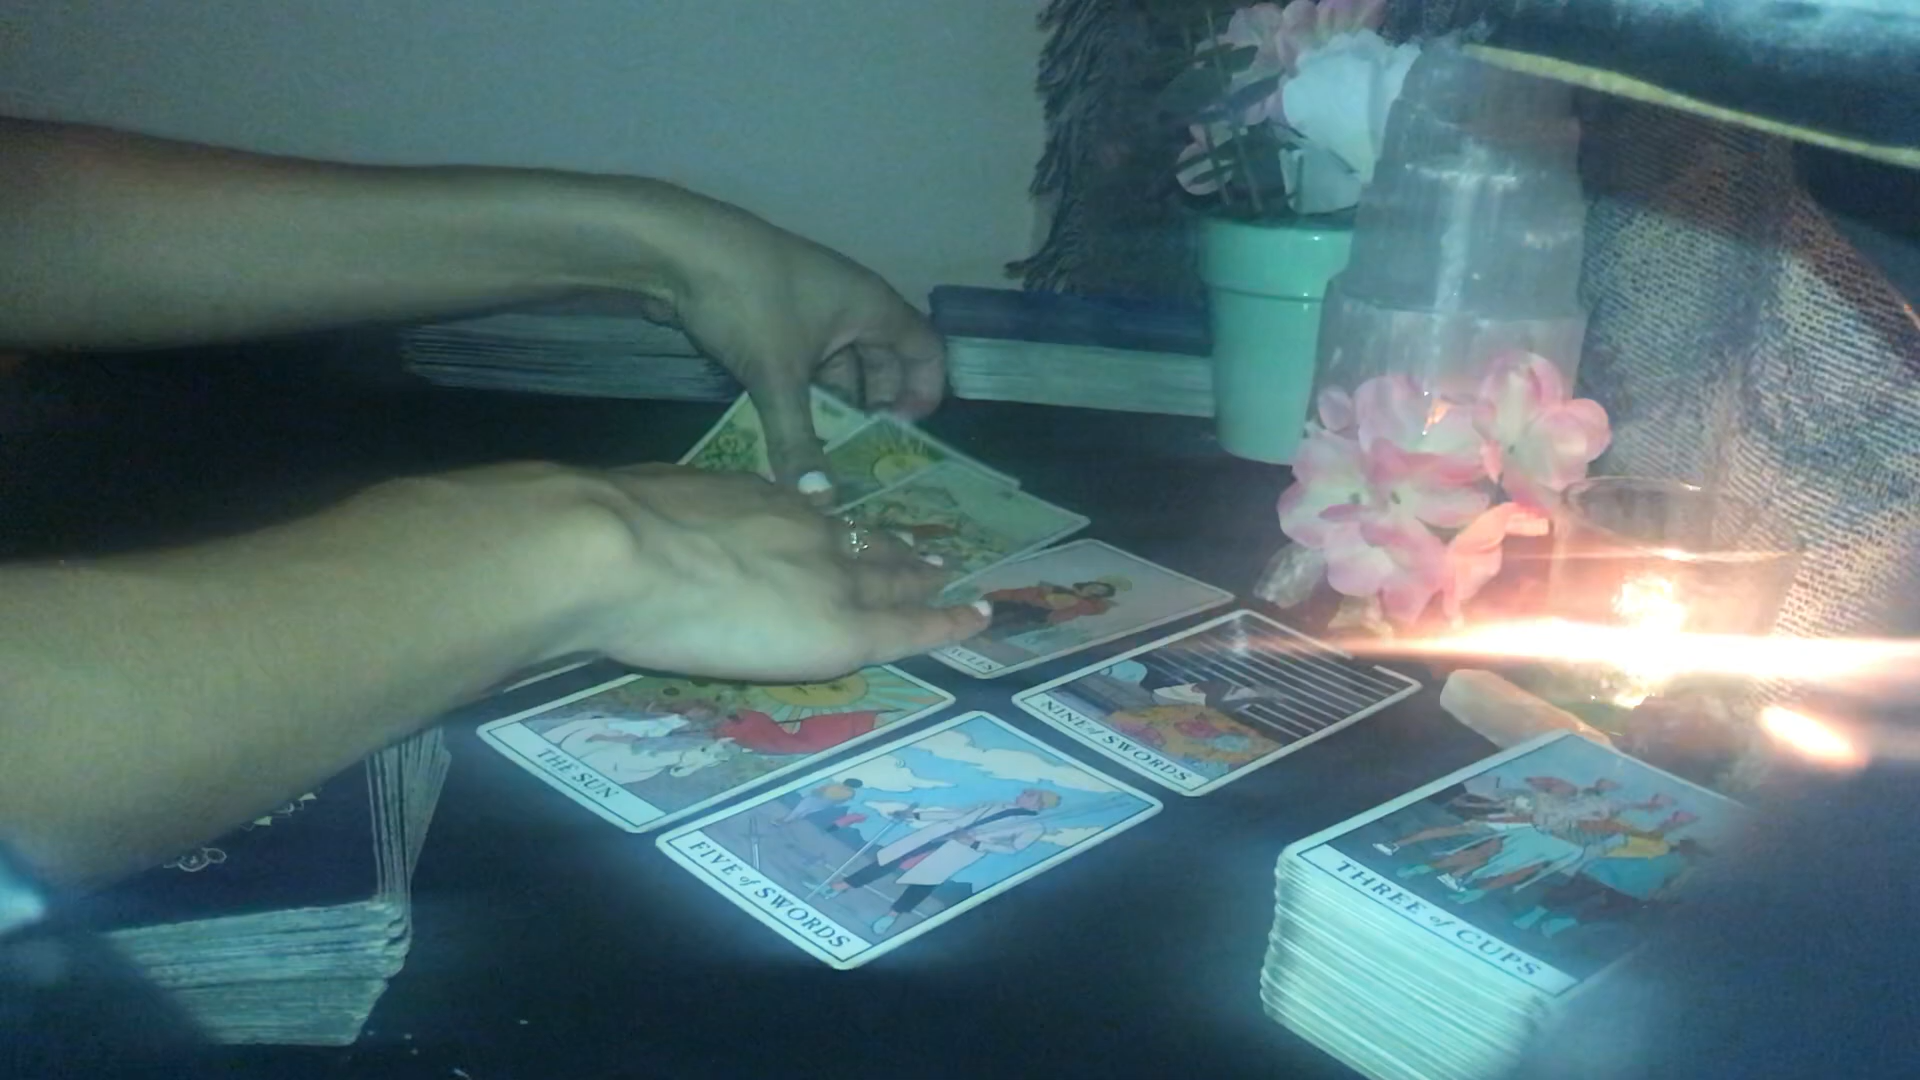 THE SUN
FIVE of SWORDS
NINE of SWORDS
THREE of CUPS